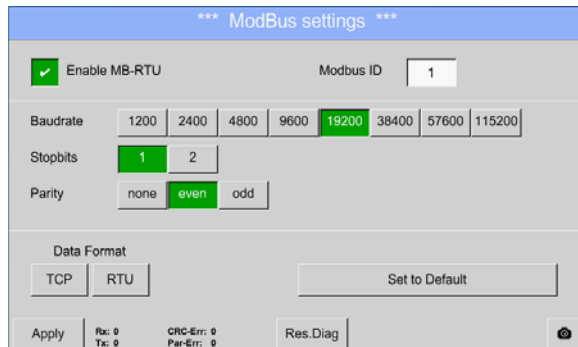 *** ModBus settings ***
✔ Enable MB-RTU Modbus ID 1
Baudrate 1200 2400 4800 9600 19200 38400 57600 115200
Stopbits 1 2
Parity none even odd
Data Format
TCP RTU Set to Default
Apply Rx: 0 CRC-Err: 0 Res.Diag
Tx: 0 Par-Err: 0